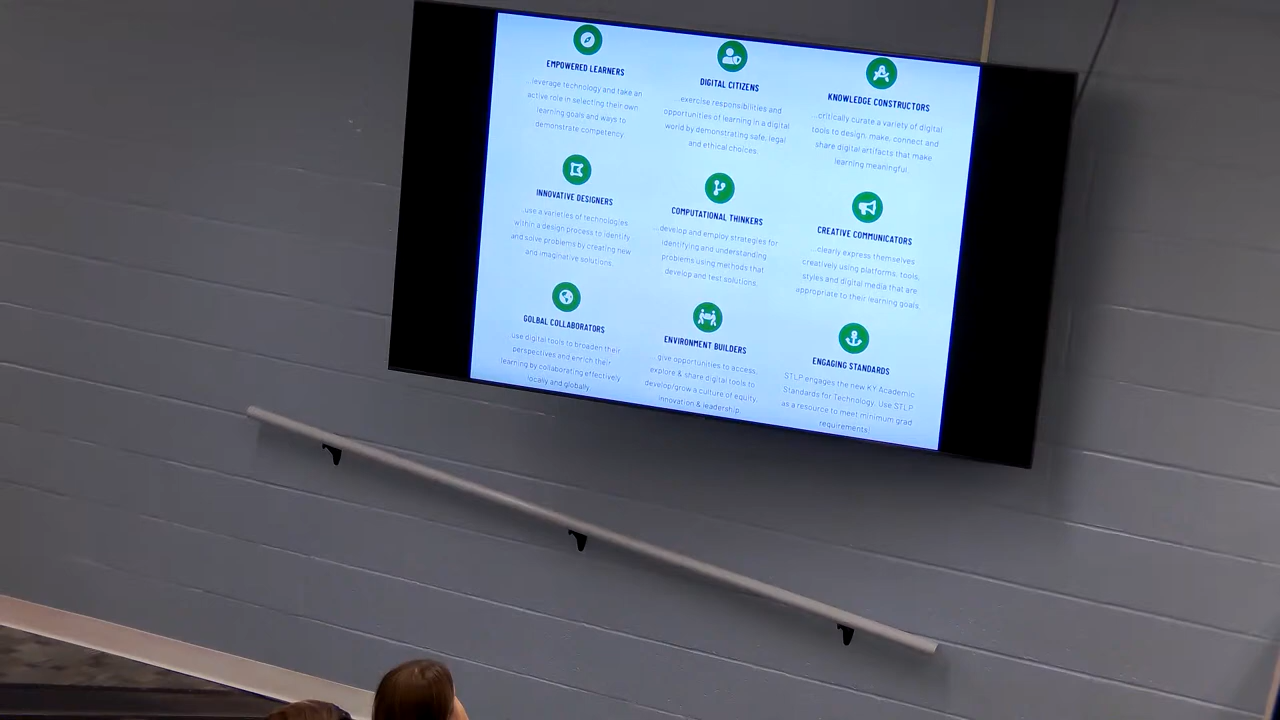 EMPOWERED LEARNERS
...leverage technology and take an
active role in selecting their own
learning goals and ways to
demonstrate competency.
DIGITAL CITIZENS
...exercise responsibilities and
opportunities of learning in a digital
world by demonstrating safe, legal
and ethical choices.
KNOWLEDGE CONSTRUCTORS
...critically curate a variety of digital
tools to design, make, connect and
share digital artifacts that make
learning meaningful.
INNOVATIVE DESIGNERS
...use a varieties of technologies
within a design process to identify
and solve problems by creating new
and imaginative solutions.
COMPUTATIONAL THINKERS
...develop and employ strategies for
identifying and understanding
problems using methods that
develop and test solutions.
CREATIVE COMMUNICATORS
...clearly express themselves
creatively using platforms, tools,
styles and digital media that are
appropriate to their learning goals.
GOLBAL COLLABORATORS
...use digital tools to broaden their
perspectives and enrich their
learning by collaborating effectively
locally and globally.
ENVIRONMENT BUILDERS
...give opportunities to access,
explore & share digital tools to
develop/grow a culture of equity,
innovation & leadership.
ENGAGING STANDARDS
STLP engages the new KY Academic
Standards for Technology. Use STLP
as a resource to meet minimum grad
requirements!